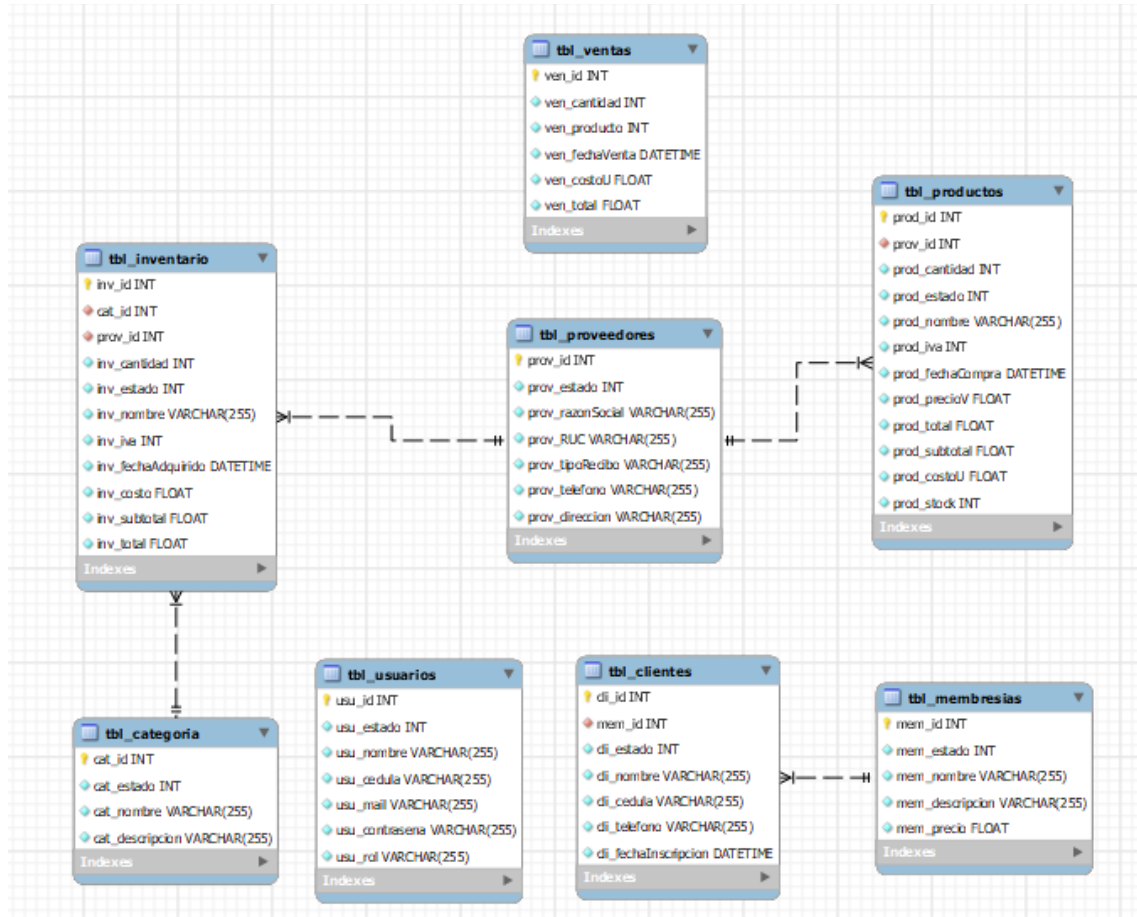 tbl_ventas
ven_id INT
ven_cantidad INT
ven_producto INT
ven_fechaVenta DATETIME
ven_costoU FLOAT
ven_total FLOAT
Indexes
tbl_productos
prod_id INT
prov_id INT
prod_cantidad INT
prod_estado INT
prod_nombre VARCHAR(255)
prod_iva INT
prod_fechaCompra DATETIME
prod_precioV FLOAT
prod_total FLOAT
prod_subtotal FLOAT
prod_costoU FLOAT
prod_stock INT
Indexes
tbl_inventario
inv_id INT
cat_id INT
prov_id INT
inv_cantidad INT
inv_estado INT
inv_nombre VARCHAR(255)
inv_iva INT
inv_fechaAdquirido DATETIME
inv_costo FLOAT
inv_subtotal FLOAT
inv_total FLOAT
Indexes
tbl_proveedores
prov_id INT
prov_estado INT
prov_razonSocial VARCHAR(255)
prov_RUC VARCHAR(255)
prov_tipoRecibo VARCHAR(255)
prov_telefono VARCHAR(255)
prov_direccion VARCHAR(255)
Indexes
tbl_categoria
cat_id INT
cat_estado INT
cat_nombre VARCHAR(255)
cat_descripcion VARCHAR(255)
Indexes
tbl_usuarios
usu_id INT
usu_estado INT
usu_nombre VARCHAR(255)
usu_cedula VARCHAR(255)
usu_mail VARCHAR(255)
usu_contrasena VARCHAR(255)
usu_rol VARCHAR(255)
Indexes
tbl_clientes
cli_id INT
mem_id INT
cli_estado INT
cli_nombre VARCHAR(255)
cli_cedula VARCHAR(255)
cli_telefono VARCHAR(255)
cli_fechaInscripcion DATETIME
Indexes
tbl_membresias
mem_id INT
mem_estado INT
mem_nombre VARCHAR(255)
mem_descripcion VARCHAR(255)
mem_precio FLOAT
Indexes